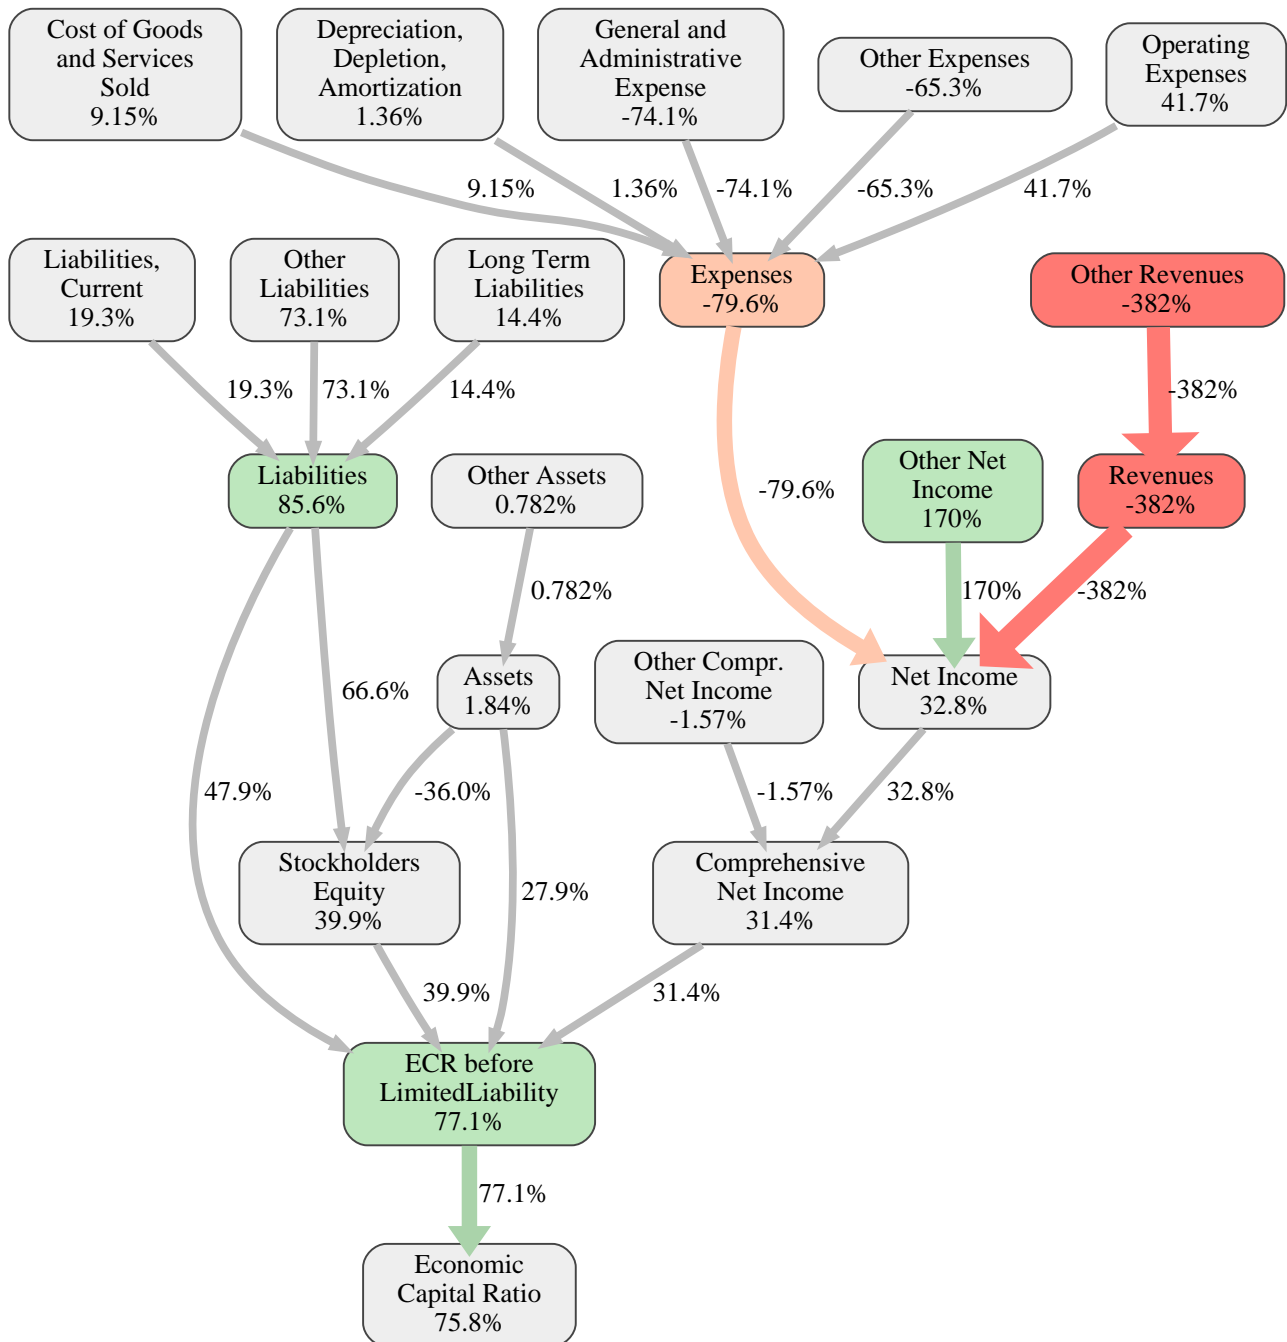 Cost of Goods
and Services
Sold
9.15%
Depreciation,
Depletion,
Amortization
1.36%
General and
Administrative
Expense
-74.1%
Other Expenses
-65.3%
Operating
Expenses
41.7%
9.15%
1.36%
-74.1%
-65.3%
41.7%
Liabilities,
Current
19.3%
Other
Liabilities
73.1%
Long Term
Liabilities
14.4%
Expenses
-79.6%
Other Revenues
-382%
19.3%
73.1%
14.4%
-382%
Liabilities
85.6%
Other Assets
0.782%
-79.6%
Other Net
Income
170%
Revenues
-382%
0.782%
170%
-382%
66.6%
Assets
1.84%
Other Compr.
Net Income
-1.57%
Net Income
32.8%
47.9%
-36.0%
-1.57%
32.8%
Stockholders
Equity
39.9%
27.9%
Comprehensive
Net Income
31.4%
39.9%
31.4%
ECR before
LimitedLiability
77.1%
77.1%
Economic
Capital Ratio
75.8%